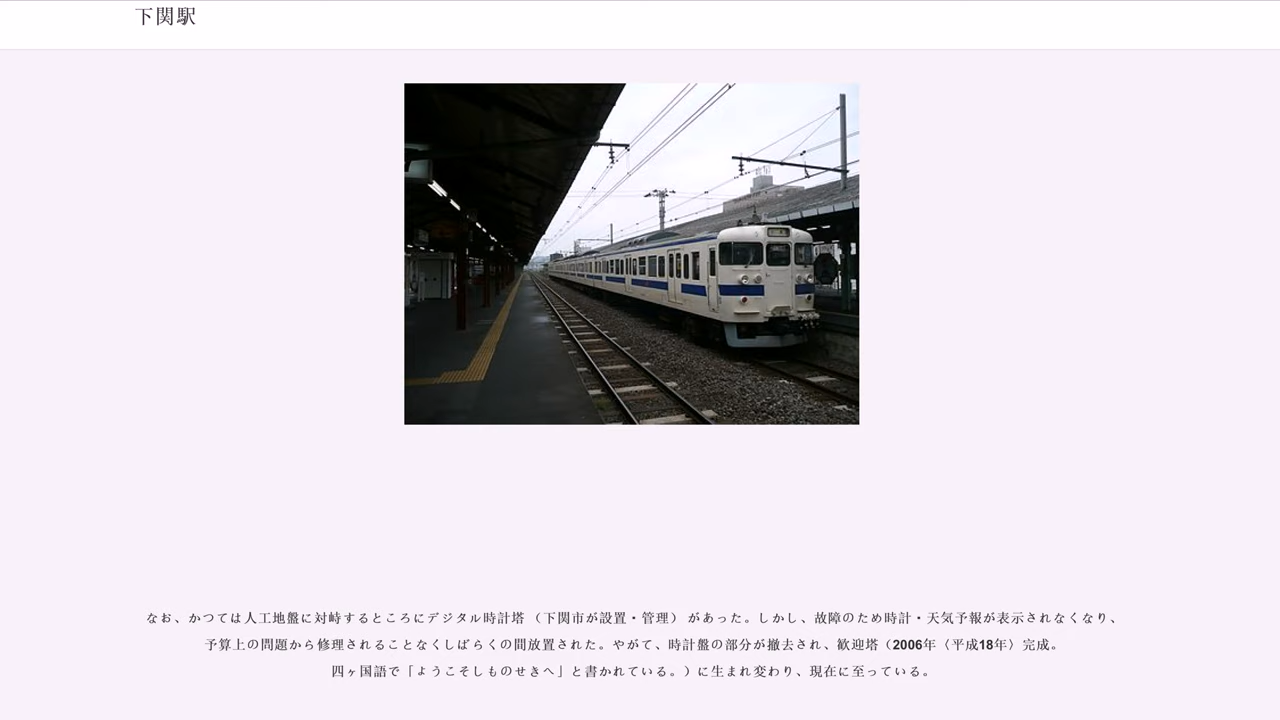 下関駅
なお、かつては人工地盤に対峙するところにデジタル時計塔 （下関市が設置・管理） があった。しかし、故障のため時計・天気予報が表示されなくなり、
予算上の問題から修理されることなくしばらくの間放置された。やがて、時計盤の部分が撤去され、歓迎塔（2006年〈平成18年〉完成。
四ヶ国語で「ようこそしものせきへ」と書かれている。）に生まれ変わり、現在に至っている。